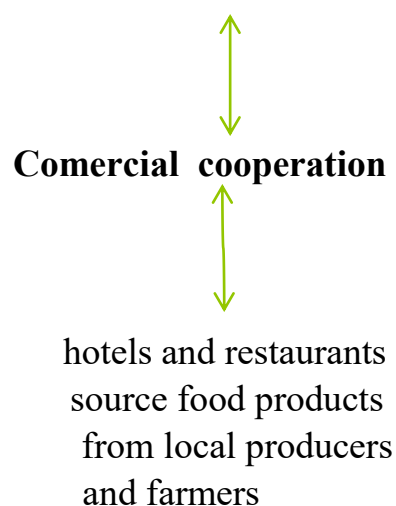 Comercial cooperation
hotels and restaurants
source food products
from local producers
and farmers